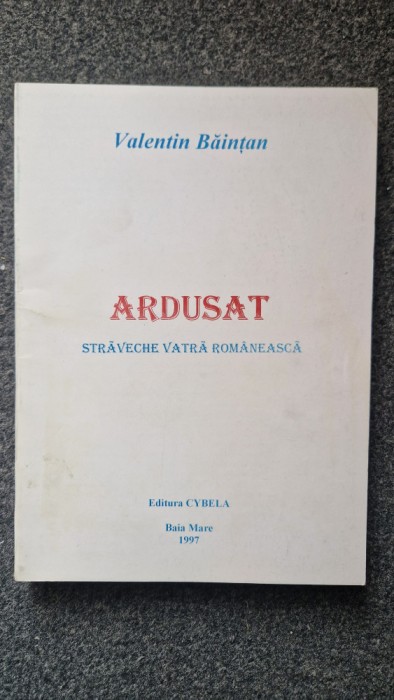 Valentin Băințan
ARDUSAT
STRĂVECHE VATRĂ ROMÂNEASCĂ
Editura CYBELA
Baia Mare
1997